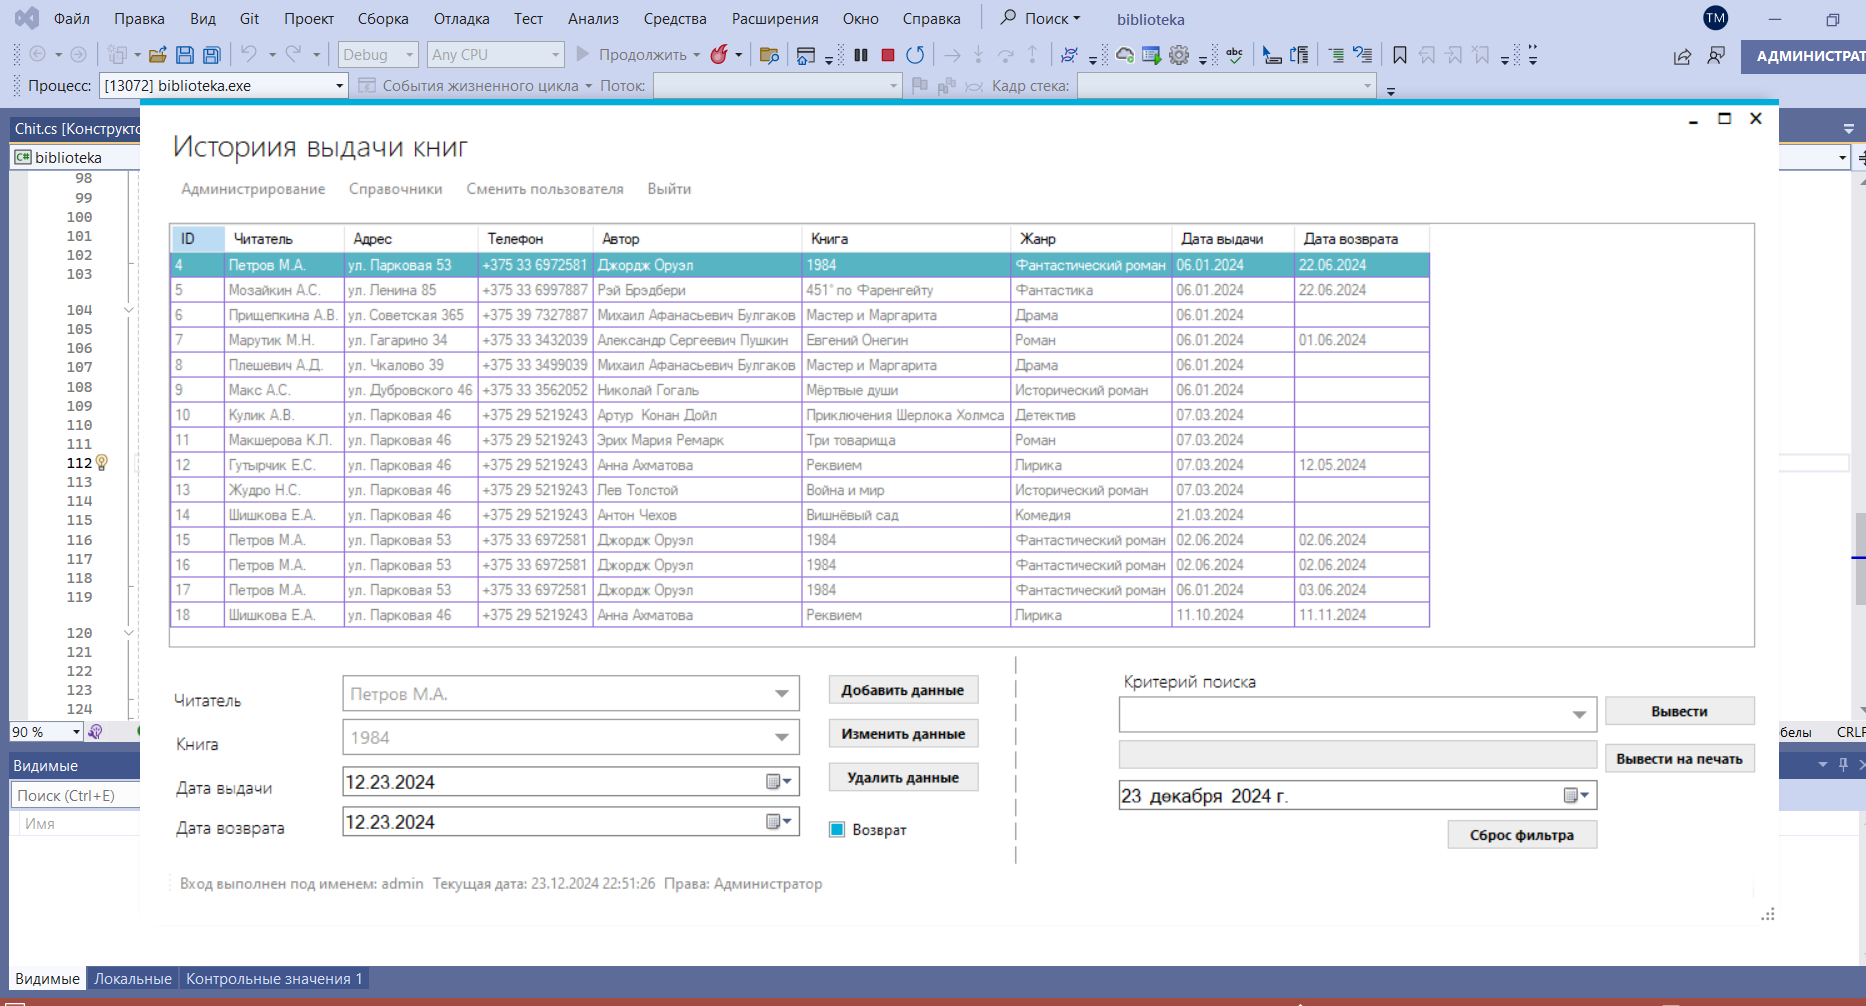 Файл Правка Вид Git Проект Сборка Отладка Тест Анализ Средства Расширения Окно Справка Поиск biblioteka TM
Debug Any CPU Продолжить АДМИНИСТРАТ
Процесс: [13072] biblioteka.exe События жизненного цикла Поток: Кадр стека:
Chit.cs [Конструкто
biblioteka
Историия выдачи книг
Администрирование Справочники Сменить пользователя Выйти
ID Читатель Адрес Телефон Автор Книга Жанр Дата выдачи Дата возврата
4 Петров М.А. ул. Парковая 53 +375 33 6972581 Джордж Оруэл 1984 Фантастический роман 06.01.2024 22.06.2024
5 Мозайкин А.С. ул. Ленина 85 +375 33 6997887 Рэй Брэдбери 451° по Фаренгейту Фантастика 06.01.2024 22.06.2024
6 Прищепкина А.В. ул. Советская 365 +375 39 7327887 Михаил Афанасьевич Булгаков Мастер и Маргарита Драма 06.01.2024
7 Марутик М.Н. ул. Гагарино 34 +375 33 3432039 Александр Сергеевич Пушкин Евгений Онегин Роман 06.01.2024 01.06.2024
8 Плешевич А.Д. ул. Чкалово 39 +375 33 3499039 Михаил Афанасьевич Булгаков Мастер и Маргарита Драма 06.01.2024
9 Макс А.С. ул. Дубровского 46 +375 33 3562052 Николай Гогаль Мёртвые души Исторический роман 06.01.2024
10 Кулик А.В. ул. Парковая 46 +375 29 5219243 Артур Конан Дойл Приключения Шерлока Холмса Детектив 07.03.2024
11 Макшерова К.П. ул. Парковая 46 +375 29 5219243 Эрих Мария Ремарк Три товарища Роман 07.03.2024
12 Гутырчик Е.С. ул. Парковая 46 +375 29 5219243 Анна Ахматова Реквием Лирика 07.03.2024 12.05.2024
13 Жудро Н.С. ул. Парковая 46 +375 29 5219243 Лев Толстой Война и мир Исторический роман 07.03.2024
14 Шишкова Е.А. ул. Парковая 46 +375 29 5219243 Антон Чехов Вишнёвый сад Комедия 21.03.2024
15 Петров М.А. ул. Парковая 53 +375 33 6972581 Джордж Оруэл 1984 Фантастический роман 02.06.2024 02.06.2024
16 Петров М.А. ул. Парковая 53 +375 33 6972581 Джордж Оруэл 1984 Фантастический роман 02.06.2024 02.06.2024
17 Петров М.А. ул. Парковая 53 +375 33 6972581 Джордж Оруэл 1984 Фантастический роман 06.01.2024 03.06.2024
18 Шишкова Е.А. ул. Парковая 46 +375 29 5219243 Анна Ахматова Реквием Лирика 11.10.2024 11.11.2024
98
99
100
101
102
103
104
105
106
107
108
109
110
111
112
113
114
115
116
117
118
119
120
121
122
123
124
Читатель Петров М.А. Добавить данные
Книга 1984 Изменить данные
Дата выдачи 12.23.2024 Удалить данные
Дата возврата 12.23.2024 Возврат
Критерий поиска
Вывести
Вывести на печать
23 декабря 2024 г.
Сброс фильтра
Вход выполнен под именем: admin Текущая дата: 23.12.2024 22:51:26 Права: Администратор
90 % белы CRLF
Видимые
Поиск (Ctrl+E)
Имя
Видимые Локальные Контрольные значения 1